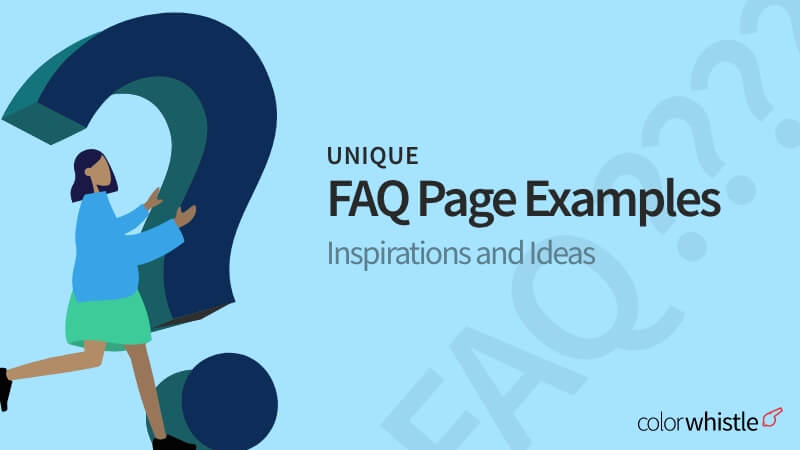 UNIQUE
FAQ Page Examples
Inspirations and Ideas
FAQ????
colorwhistle